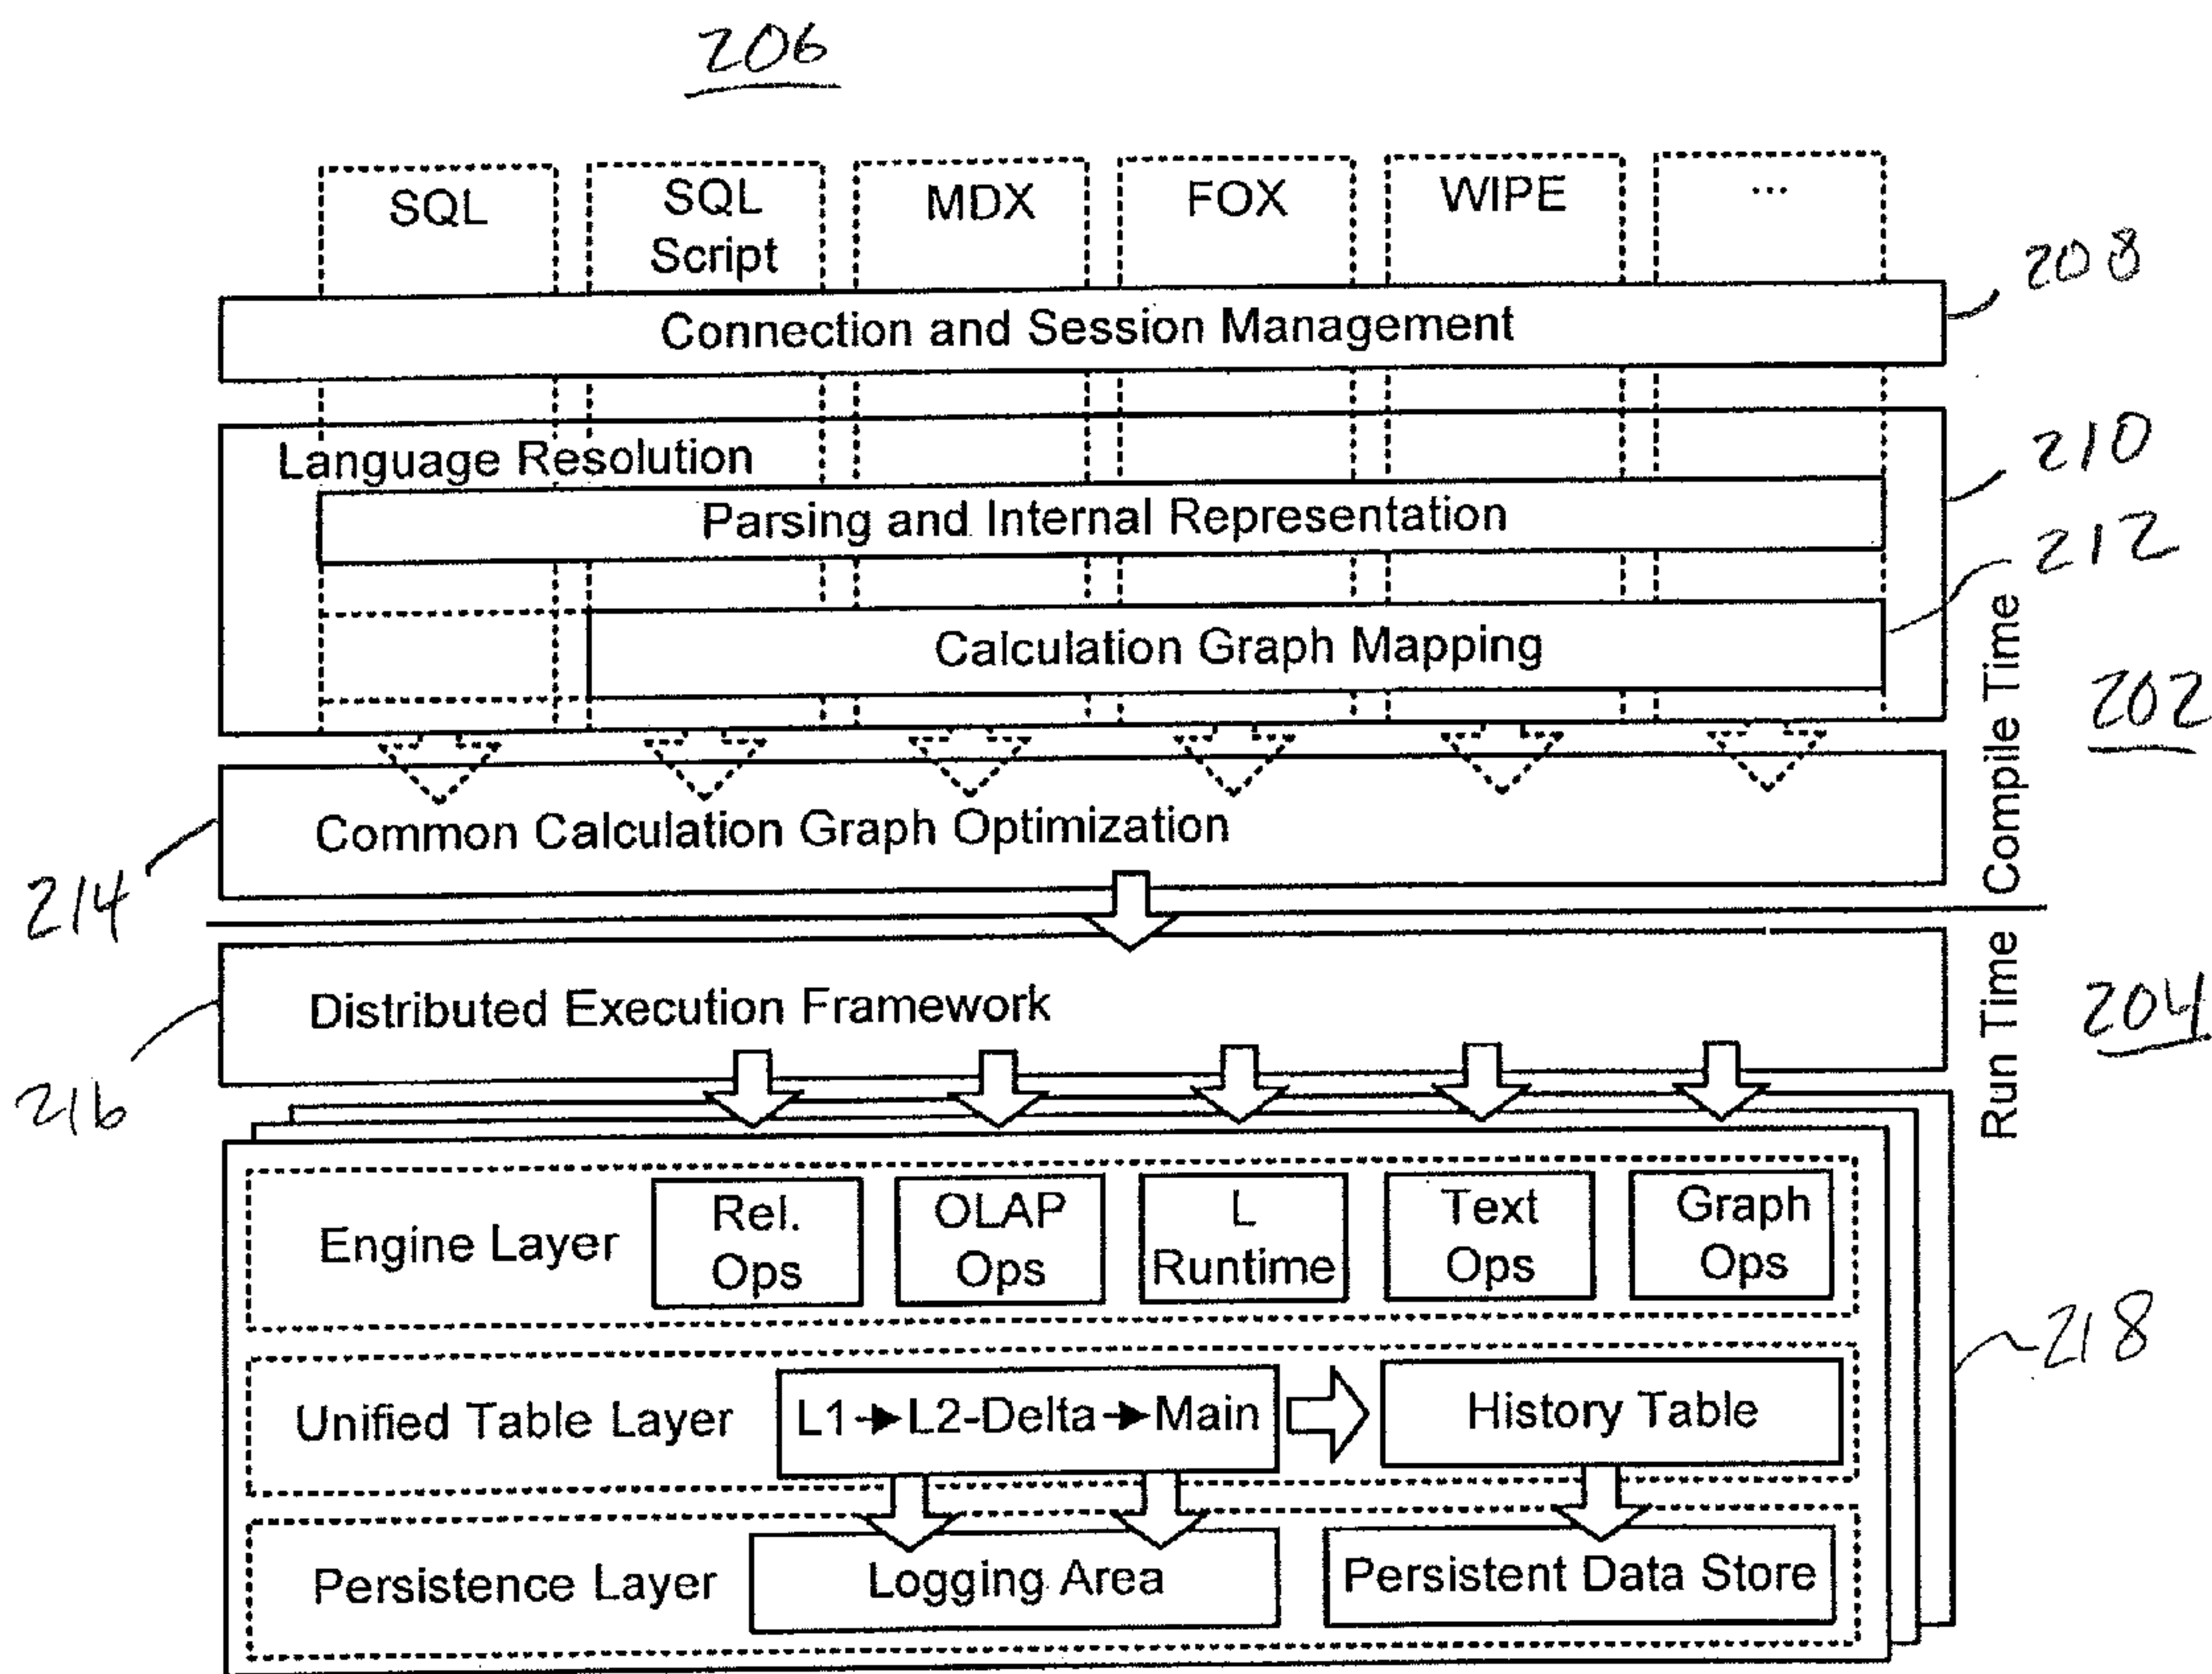 206
SQL
SQL
Script
MDX
FOX
WIPE
...
208
Connection and Session Management
210
Language Resolution
Parsing and Internal Representation
212
Calculation Graph Mapping
Compile Time
202
Common Calculation Graph Optimization
214
Distributed Execution Framework
216
Run Time
204
Engine Layer
Rel.
Ops
OLAP
Ops
L
Runtime
Text
Ops
Graph
Ops
218
Unified Table Layer
L1→L2-Delta→Main
History Table
Persistence Layer
Logging Area
Persistent Data Store